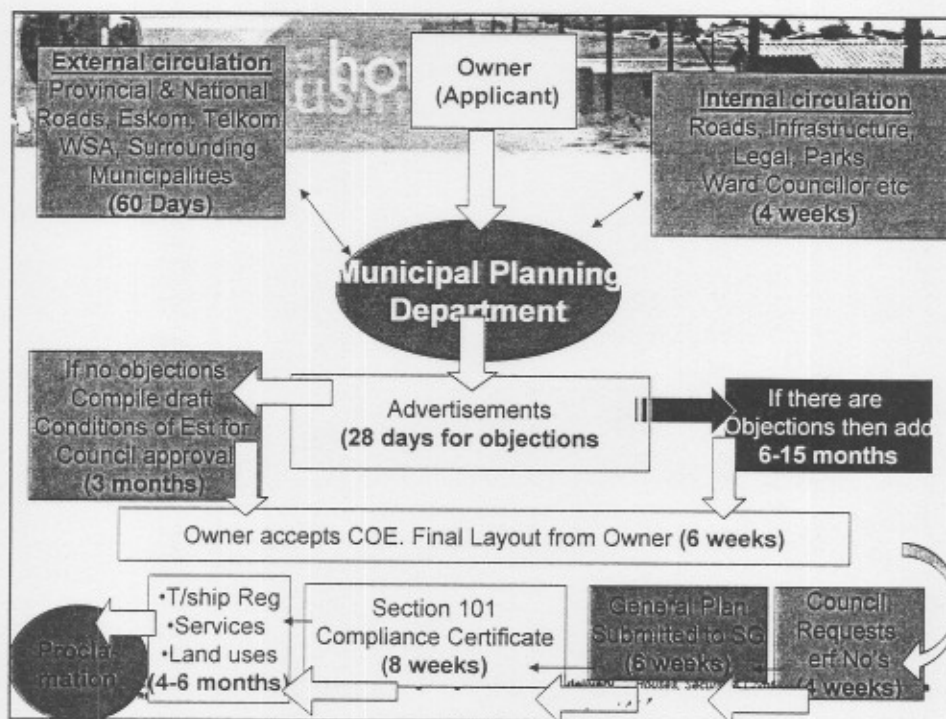 External circulation
Provincial & National
Roads, Eskom, Telkom
WSA, Surrounding
Municipalities
(60 Days)
Owner
(Applicant)
Internal circulation
Roads, Infrastructure,
Legal, Parks,
Ward Councillor etc
(4 weeks)
Municipal Planning
Department
If no objections
Compile draft
Conditions of Est for
Council approval
(3 months)
Advertisements
(28 days for objections
If there are
Objections then add
6-15 months
Owner accepts COE. Final Layout from Owner (6 weeks)
Council
Requests
erf No's
(4 weeks)
General Plan
Submitted to SG
(6 weeks)
Section 101
Compliance Certificate
(8 weeks)
•T/ship Reg
•Services
•Land uses
(4-6 months)
Procla-
mation